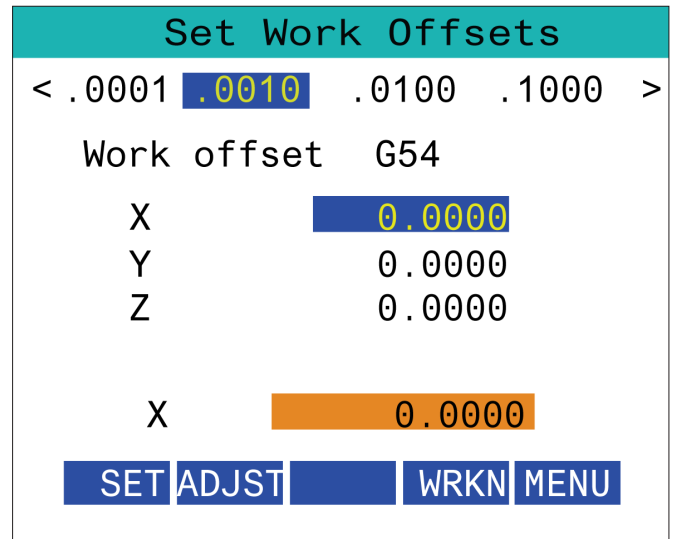 Set Work Offsets
< .0001 .0010 .0100 .1000 >
Work offset G54
X 0.0000
Y 0.0000
Z 0.0000
X 0.0000
SET ADJST WRKN MENU